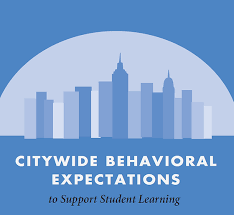 CITYWIDE BEHAVIORAL
EXPECTATIONS
to Support Student Learning